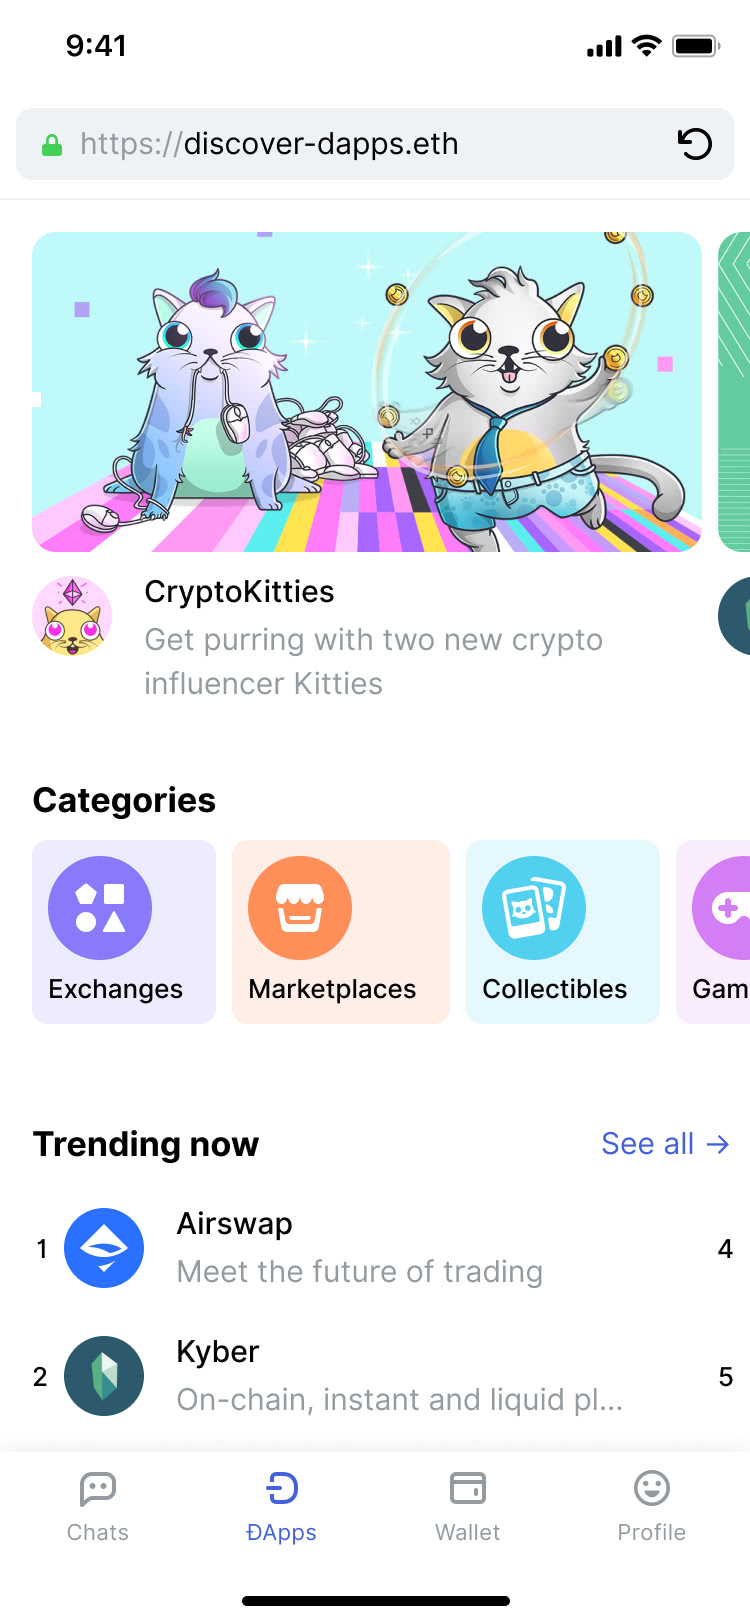 9:41
https://discover-dapps.eth
CryptoKitties
Get purring with two new crypto
influencer Kitties
Categories
Exchanges
Marketplaces
Collectibles
Gam
Trending now
See all →
1
Airswap
4
Meet the future of trading
2
Kyber
5
On-chain, instant and liquid pl...
Chats
ĐApps
Wallet
Profile